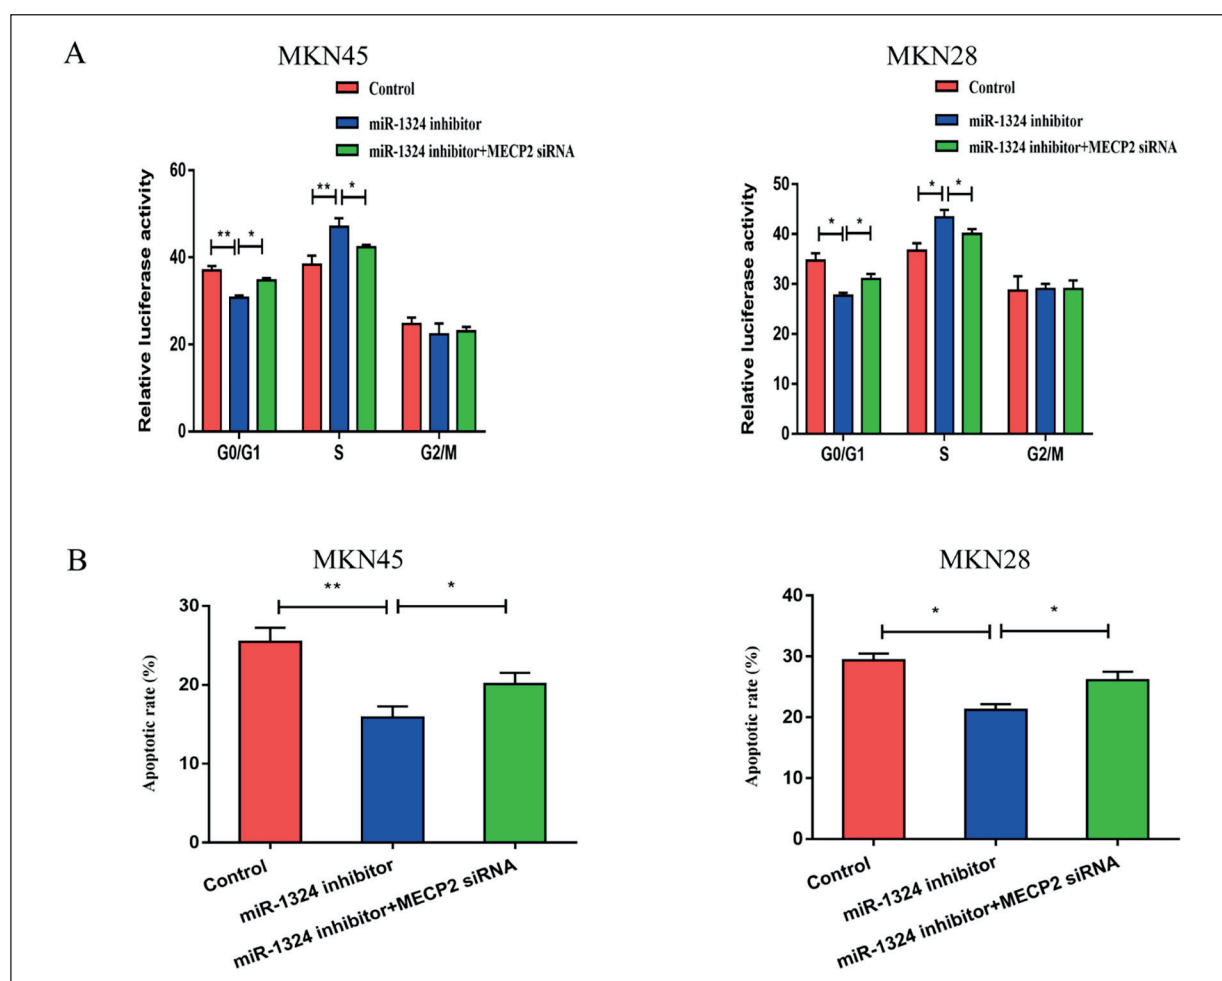 A
MKN45
Control
miR-1324 inhibitor
miR-1324 inhibitor+MECP2 siRNA
Relative luciferase activity
60
40
20
0
** *
** *
G0/G1 S G2/M
MKN28
Control
miR-1324 inhibitor
miR-1324 inhibitor+MECP2 siRNA
Relative luciferase activity
50
40
30
20
10
0
* *
* *
G0/G1 S G2/M
B
MKN45
** *
Apoptotic rate (%)
30
20
10
0
Control
miR-1324 inhibitor
miR-1324 inhibitor+MECP2 siRNA
MKN28
* *
Apoptotic rate (%)
40
30
20
10
0
Control
miR-1324 inhibitor
miR-1324 inhibitor+MECP2 siRNA